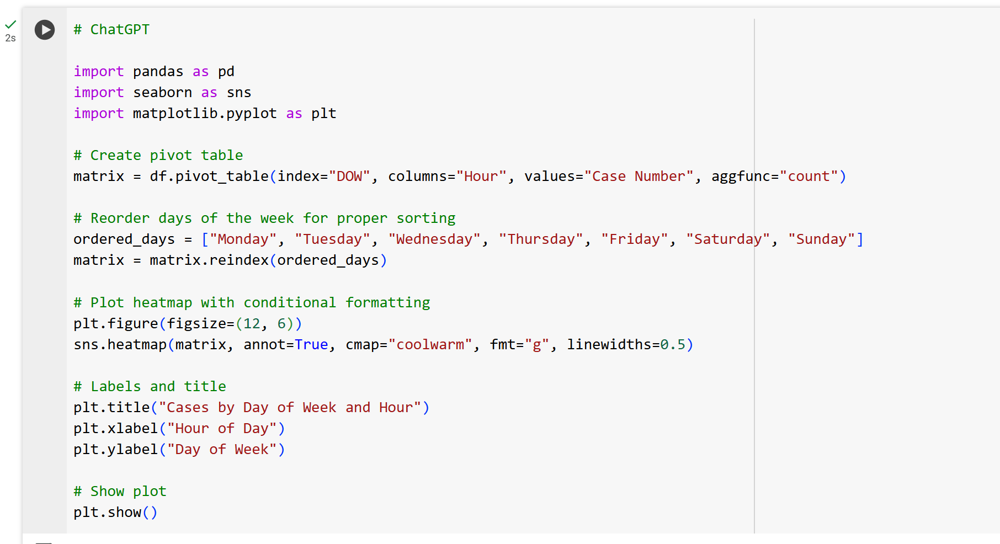 # ChatGPT
2s
import pandas as pd
import seaborn as sns
import matplotlib.pyplot as plt
# Create pivot table
matrix = df.pivot_table(index="DOW", columns="Hour", values="Case Number", aggfunc="count")
# Reorder days of the week for proper sorting
ordered_days = ["Monday", "Tuesday", "Wednesday", "Thursday", "Friday", "Saturday", "Sunday"]
matrix = matrix.reindex(ordered_days)
# Plot heatmap with conditional formatting
plt.figure(figsize=(12, 6))
sns.heatmap(matrix, annot=True, cmap="coolwarm", fmt="g", linewidths=0.5)
# Labels and title
plt.title("Cases by Day of Week and Hour")
plt.xlabel("Hour of Day")
plt.ylabel("Day of Week")
# Show plot
plt.show()